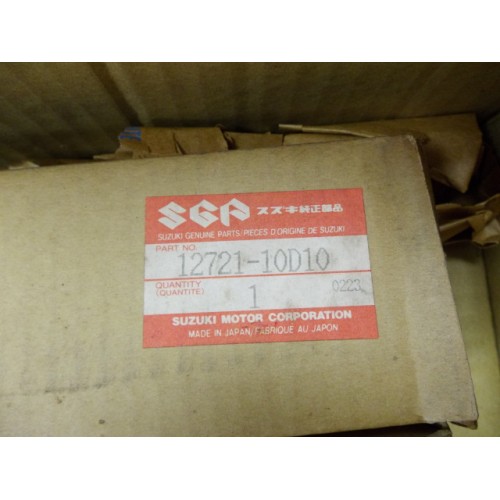 SGP スズキ純正部品
SUZUKI GENUINE PARTS/PIÈCES D'ORIGINE DE SUZUKI
PART NO.
12721-10D10
QUANTITY
(QUANTITE)
1
0223
SUZUKI MOTOR CORPORATION
MADE IN JAPAN/FABRIQUE AU JAPON